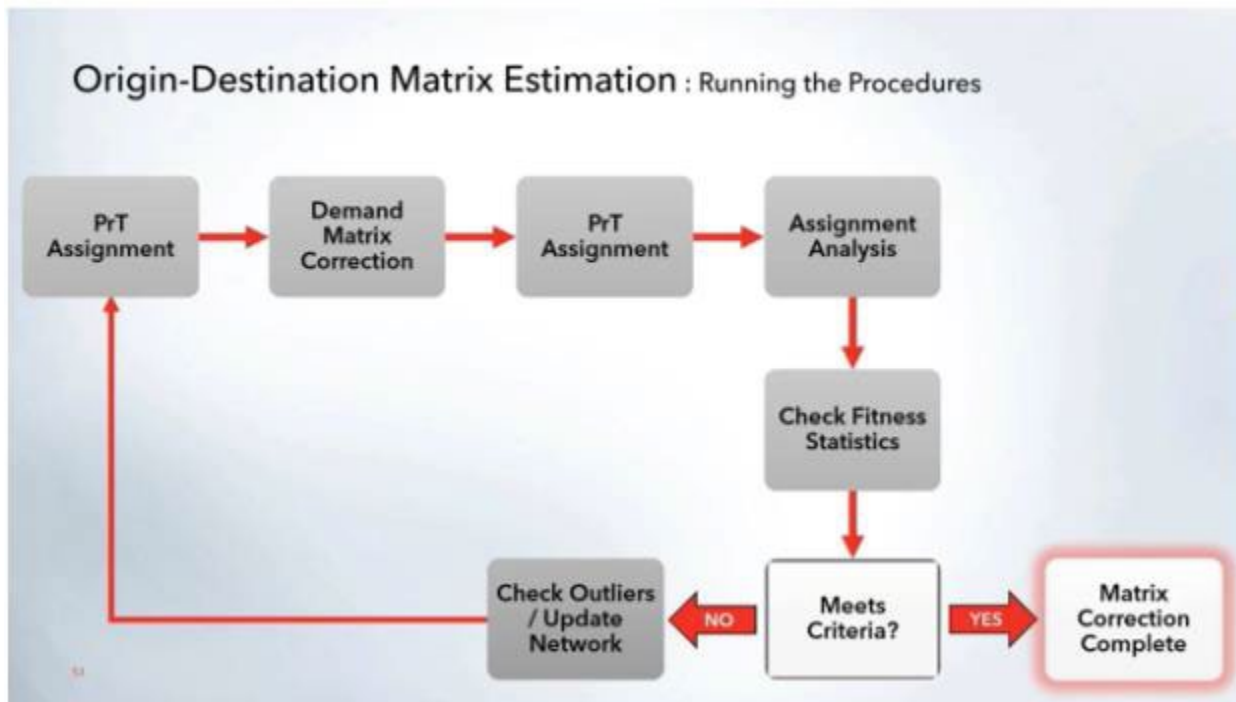 Origin-Destination Matrix Estimation : Running the Procedures
PrT
Assignment
Demand
Matrix
Correction
PrT
Assignment
Assignment
Analysis
Check Fitness
Statistics
Check Outliers
/ Update
Network
NO
Meets
Criteria?
YES
Matrix
Correction
Complete